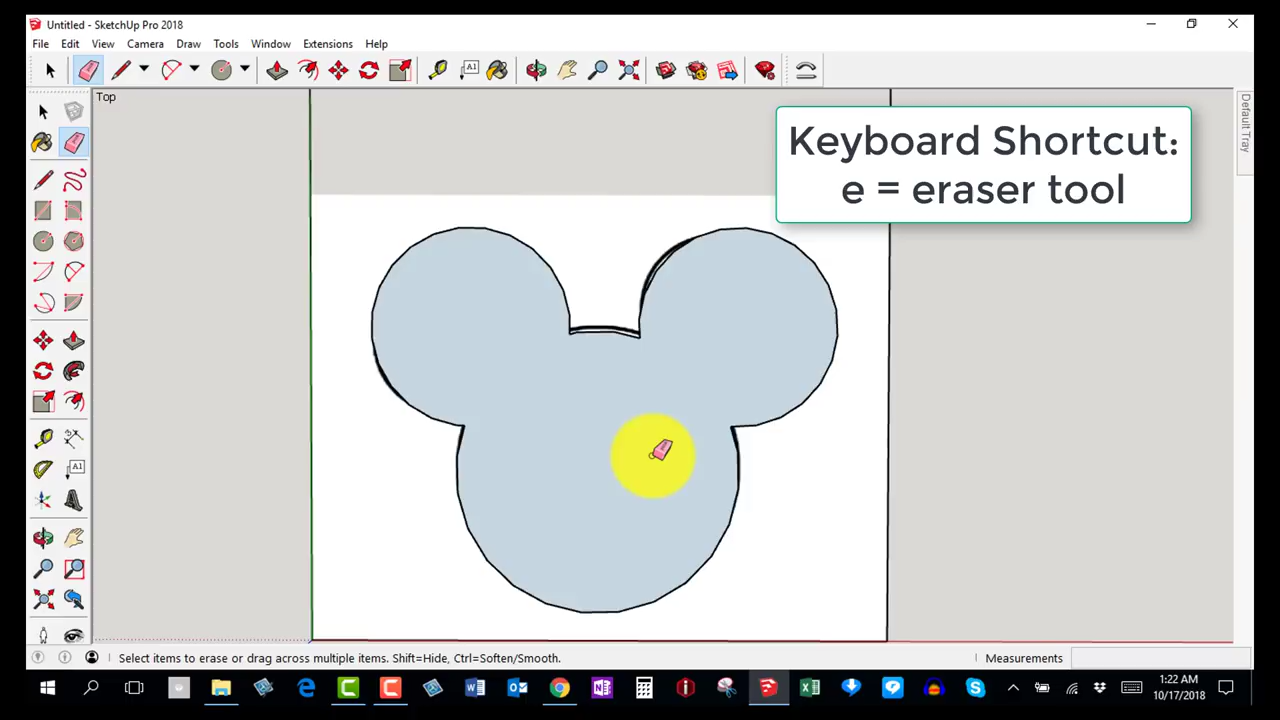 Untitled - SketchUp Pro 2018
File Edit View Camera Draw Tools Window Extensions Help
A1
Top
Default Tray
Keyboard Shortcut:
e = eraser tool
A1
Select items to erase or drag across multiple items. Shift=Hide, Ctrl=Soften/Smooth.
Measurements
1:22 AM
10/17/2018